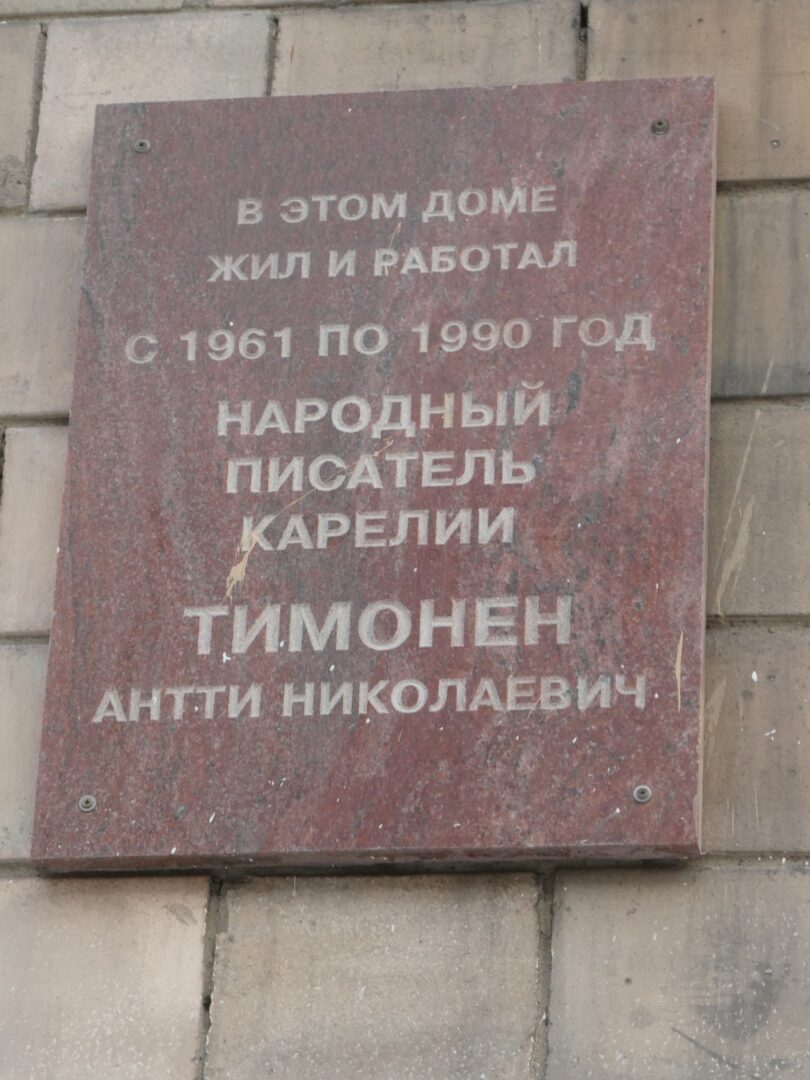 В ЭТОМ ДОМЕ
ЖИЛ И РАБОТАЛ
С 1961 ПО 1990 ГОД
НАРОДНЫЙ
ПИСАТЕЛЬ
КАРЕЛИИ
ТИМОНЕН
АНТТИ НИКОЛАЕВИЧ